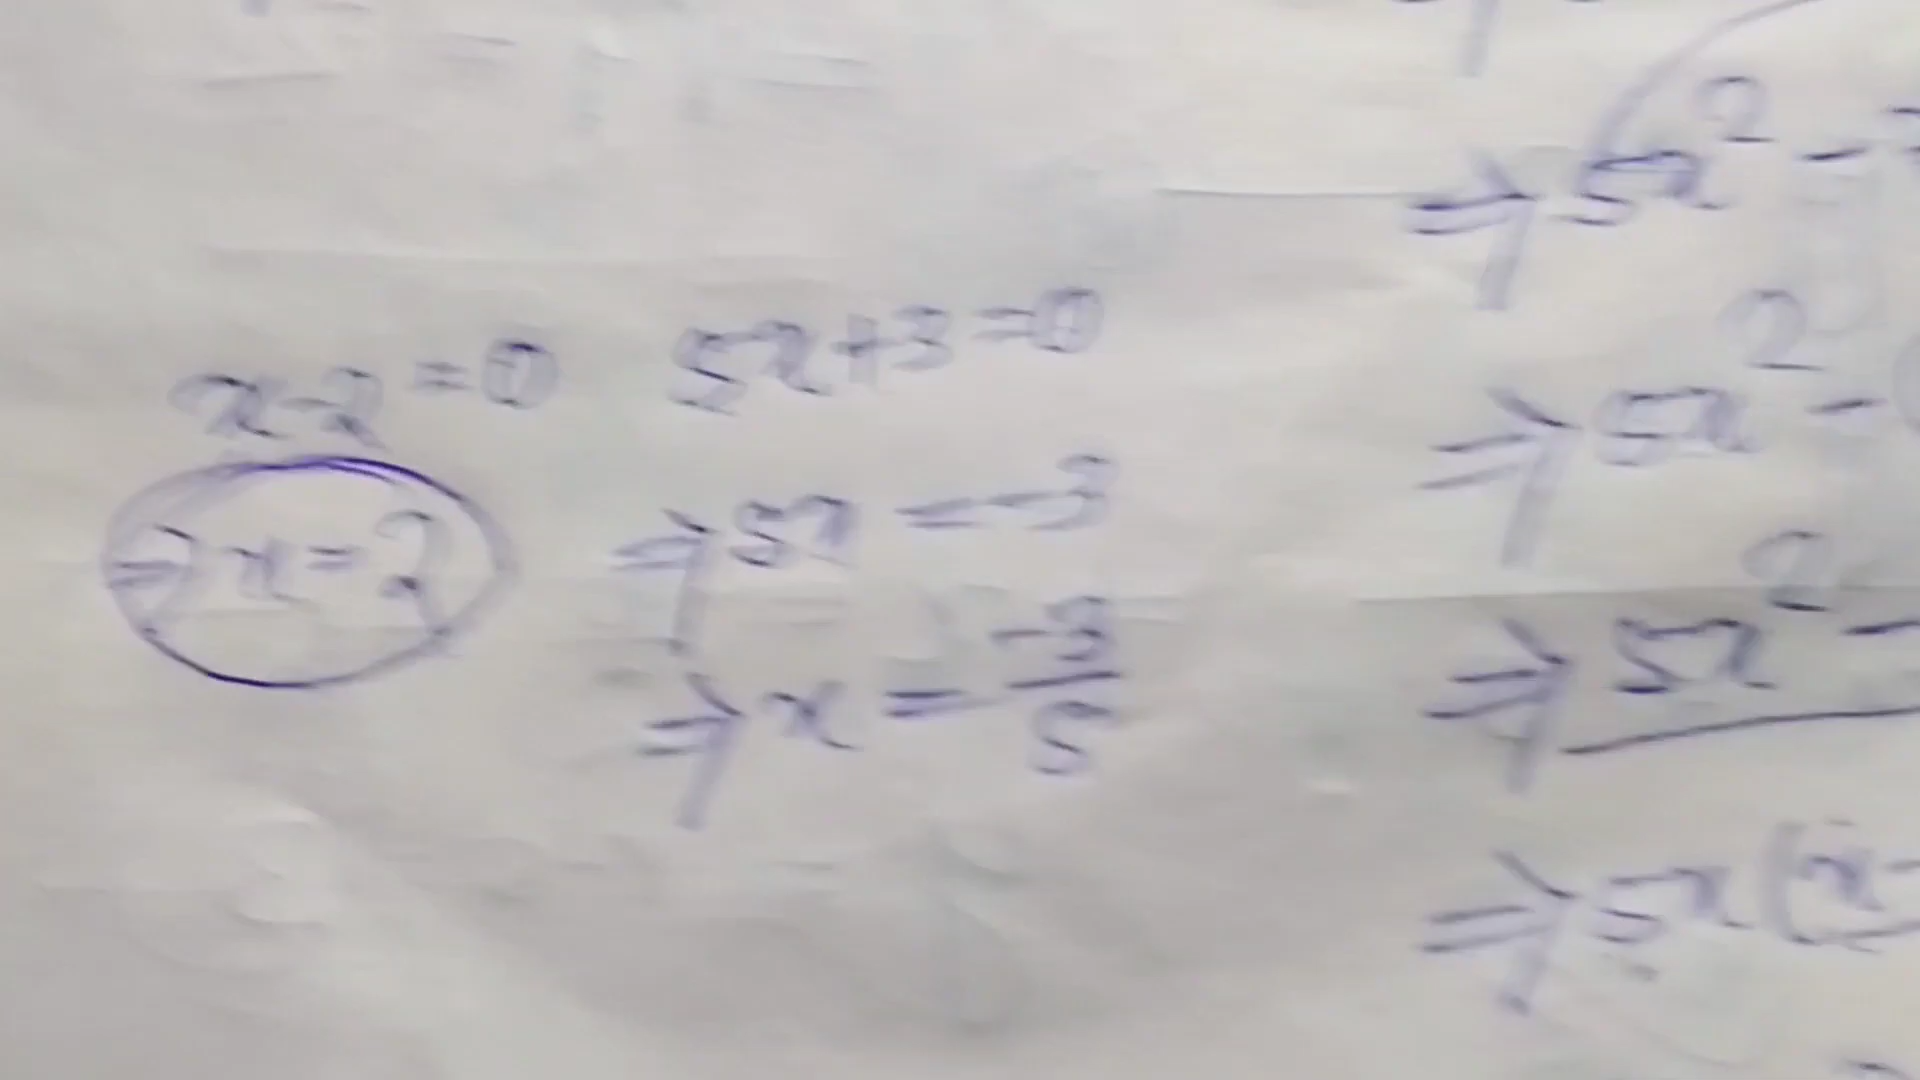 x-2=0
⇒ x=2
5x+3=0
⇒ 5x=-3
⇒ x=-3/5
⇒ 5x² -
⇒ 5x² - (
⇒ 5x² -
⇒ 5x(x-